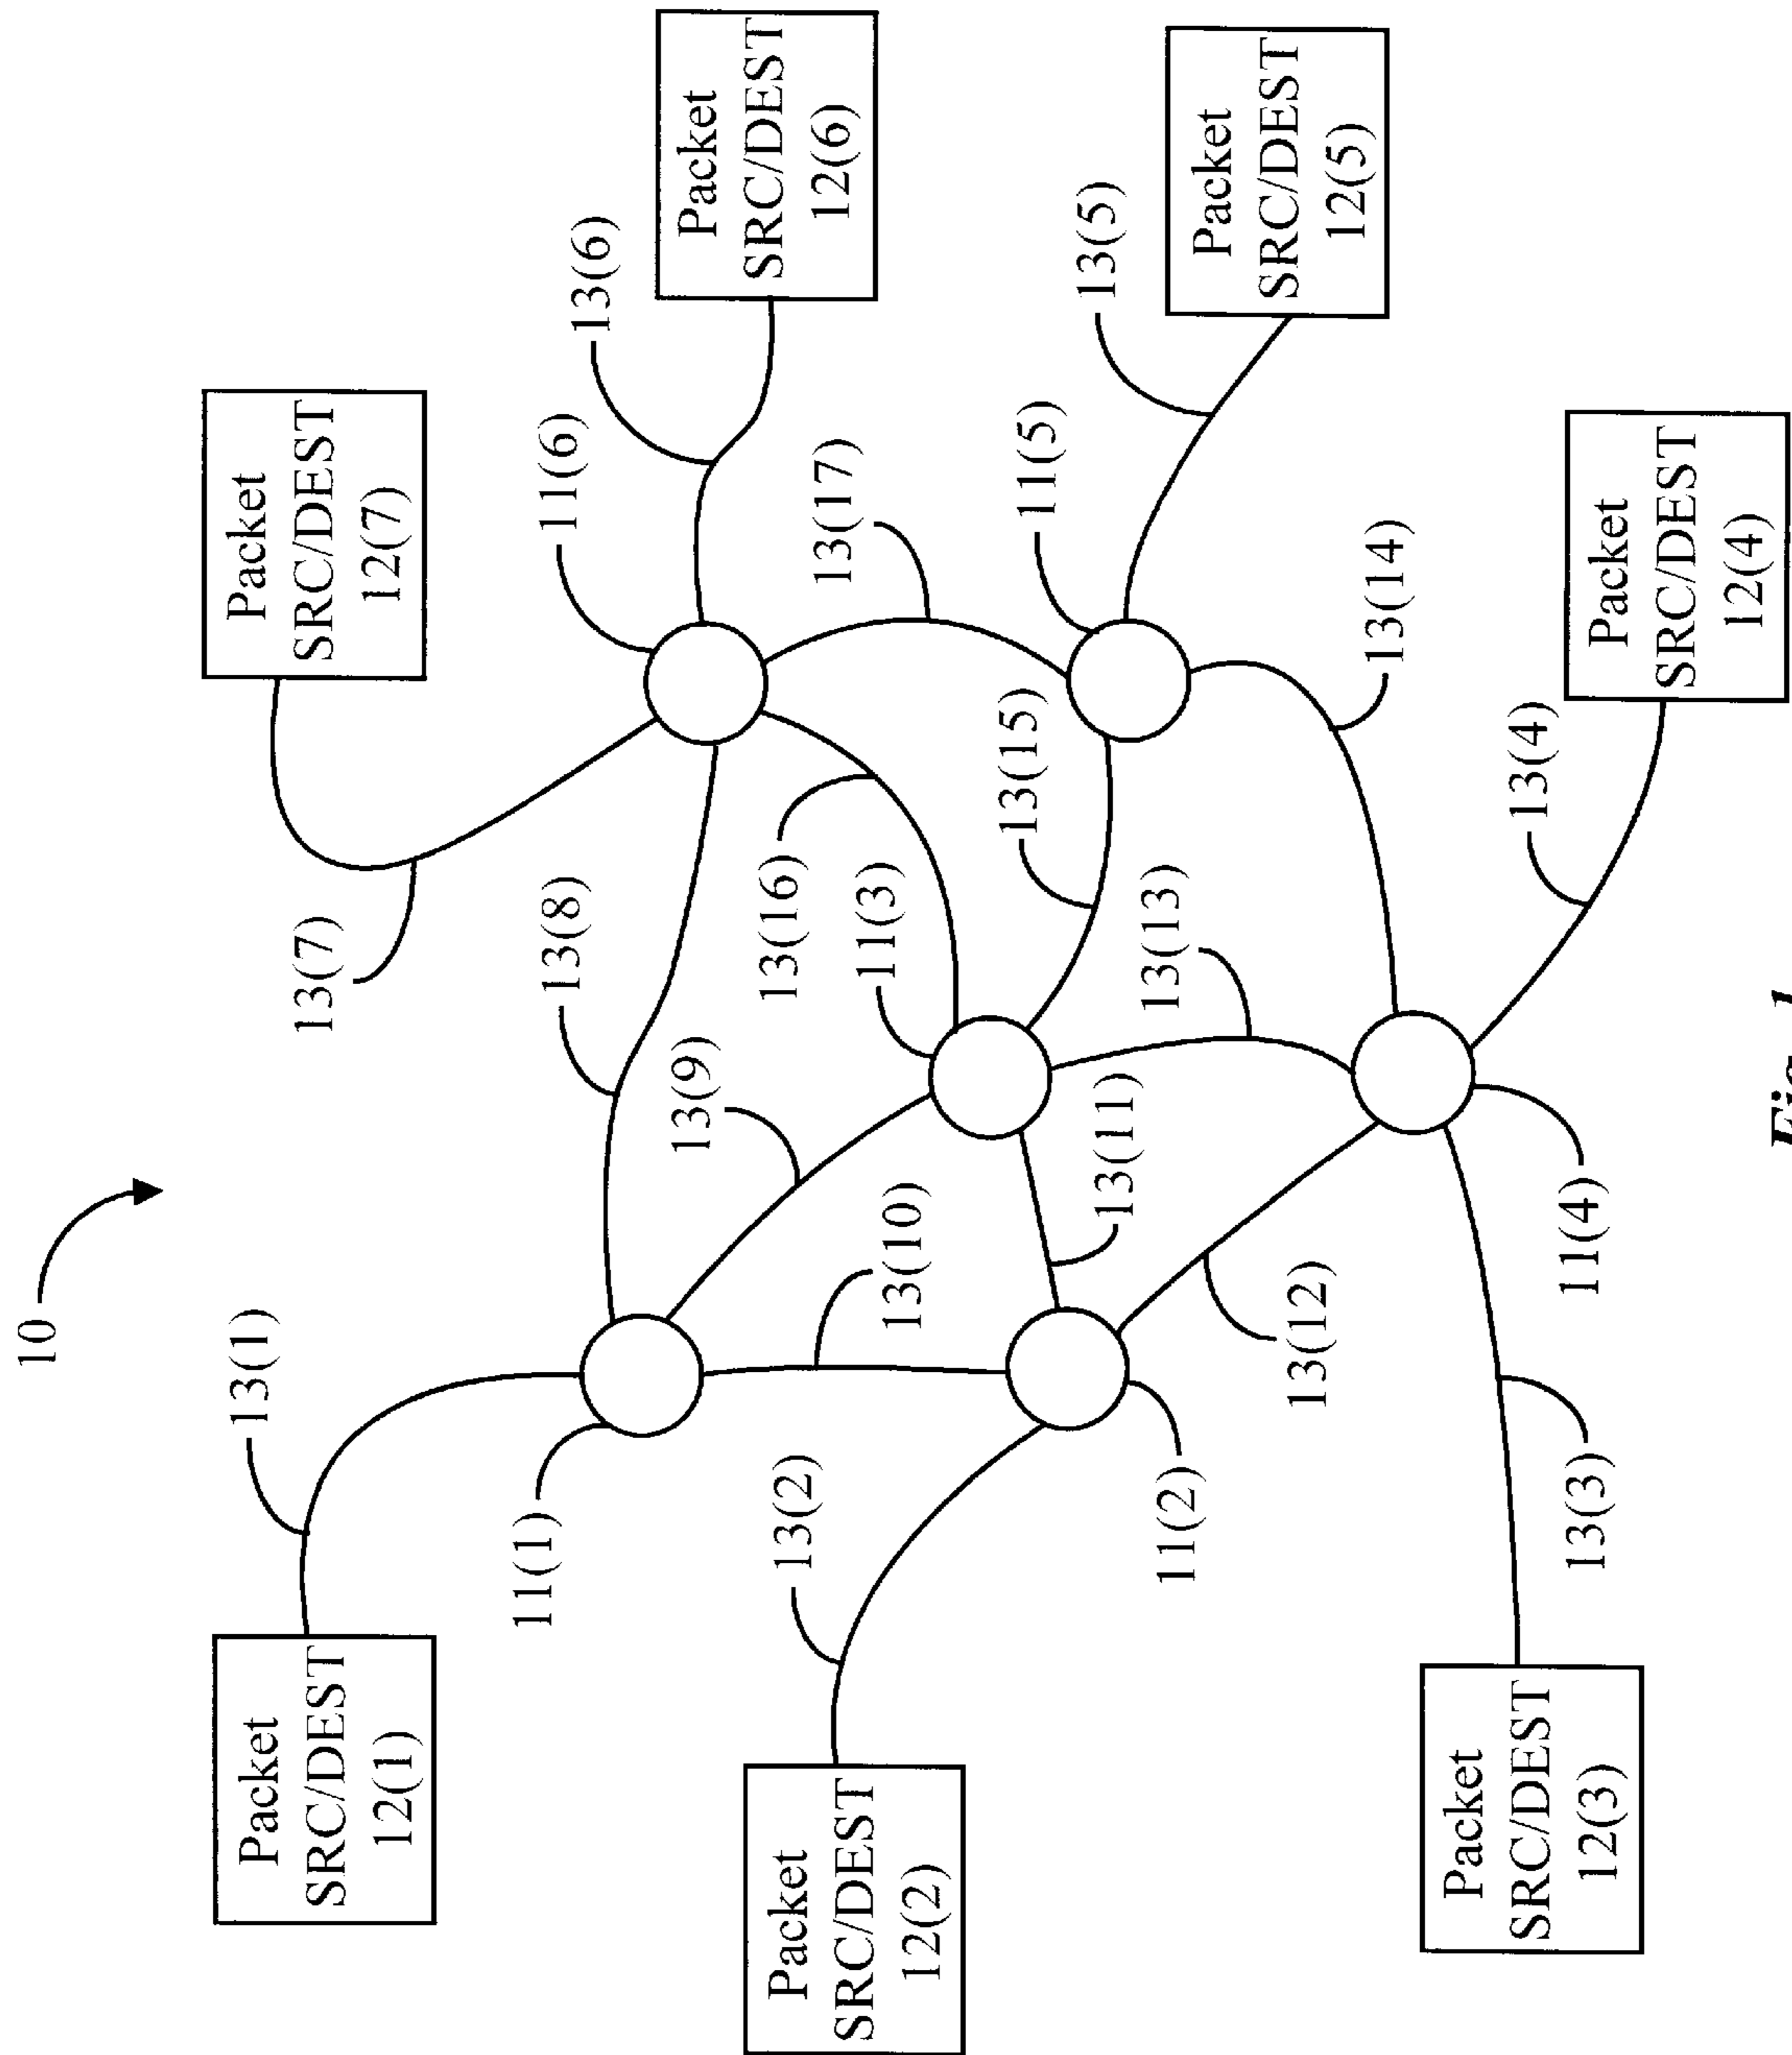 10
13(1)
Packet
SRC/DEST
12(1)
13(7)
Packet
SRC/DEST
12(7)
11(1)
13(8)
11(6)
13(6)
Packet
SRC/DEST
12(6)
13(9)
13(2)
13(16)
13(17)
Packet
SRC/DEST
12(2)
11(3)
13(10)
13(15)
11(5)
13(5)
13(11)
13(13)
11(2)
Packet
SRC/DEST
12(5)
13(12)
13(14)
Packet
SRC/DEST
12(3)
13(4)
11(4)
13(3)
Packet
SRC/DEST
12(4)
Fig. 1